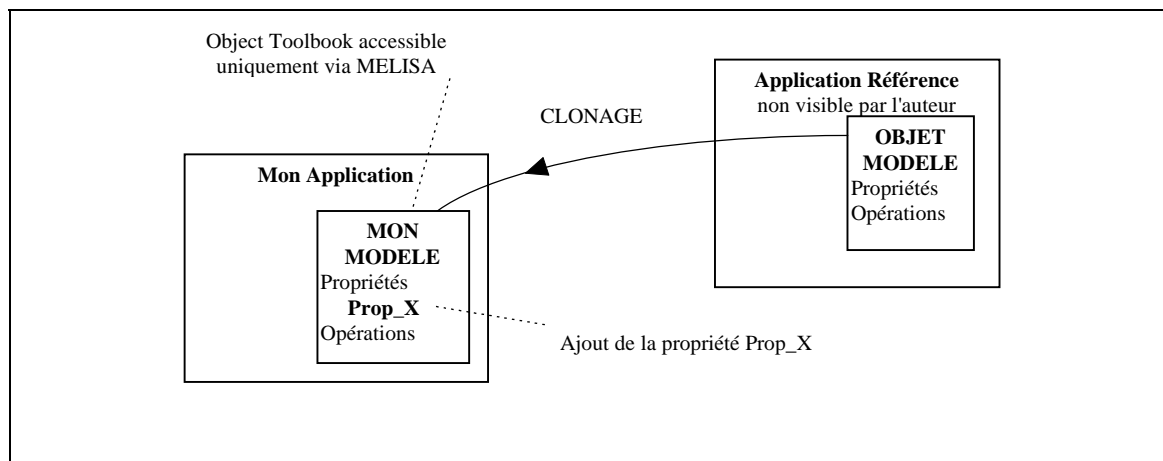 Object Toolbook accessible
uniquement via MELISA
Application Référence
non visible par l'auteur
CLONAGE
OBJET
MODELE
Propriétés
Opérations
Mon Application
MON
MODELE
Propriétés
Prop_X
Opérations
Ajout de la propriété Prop_X